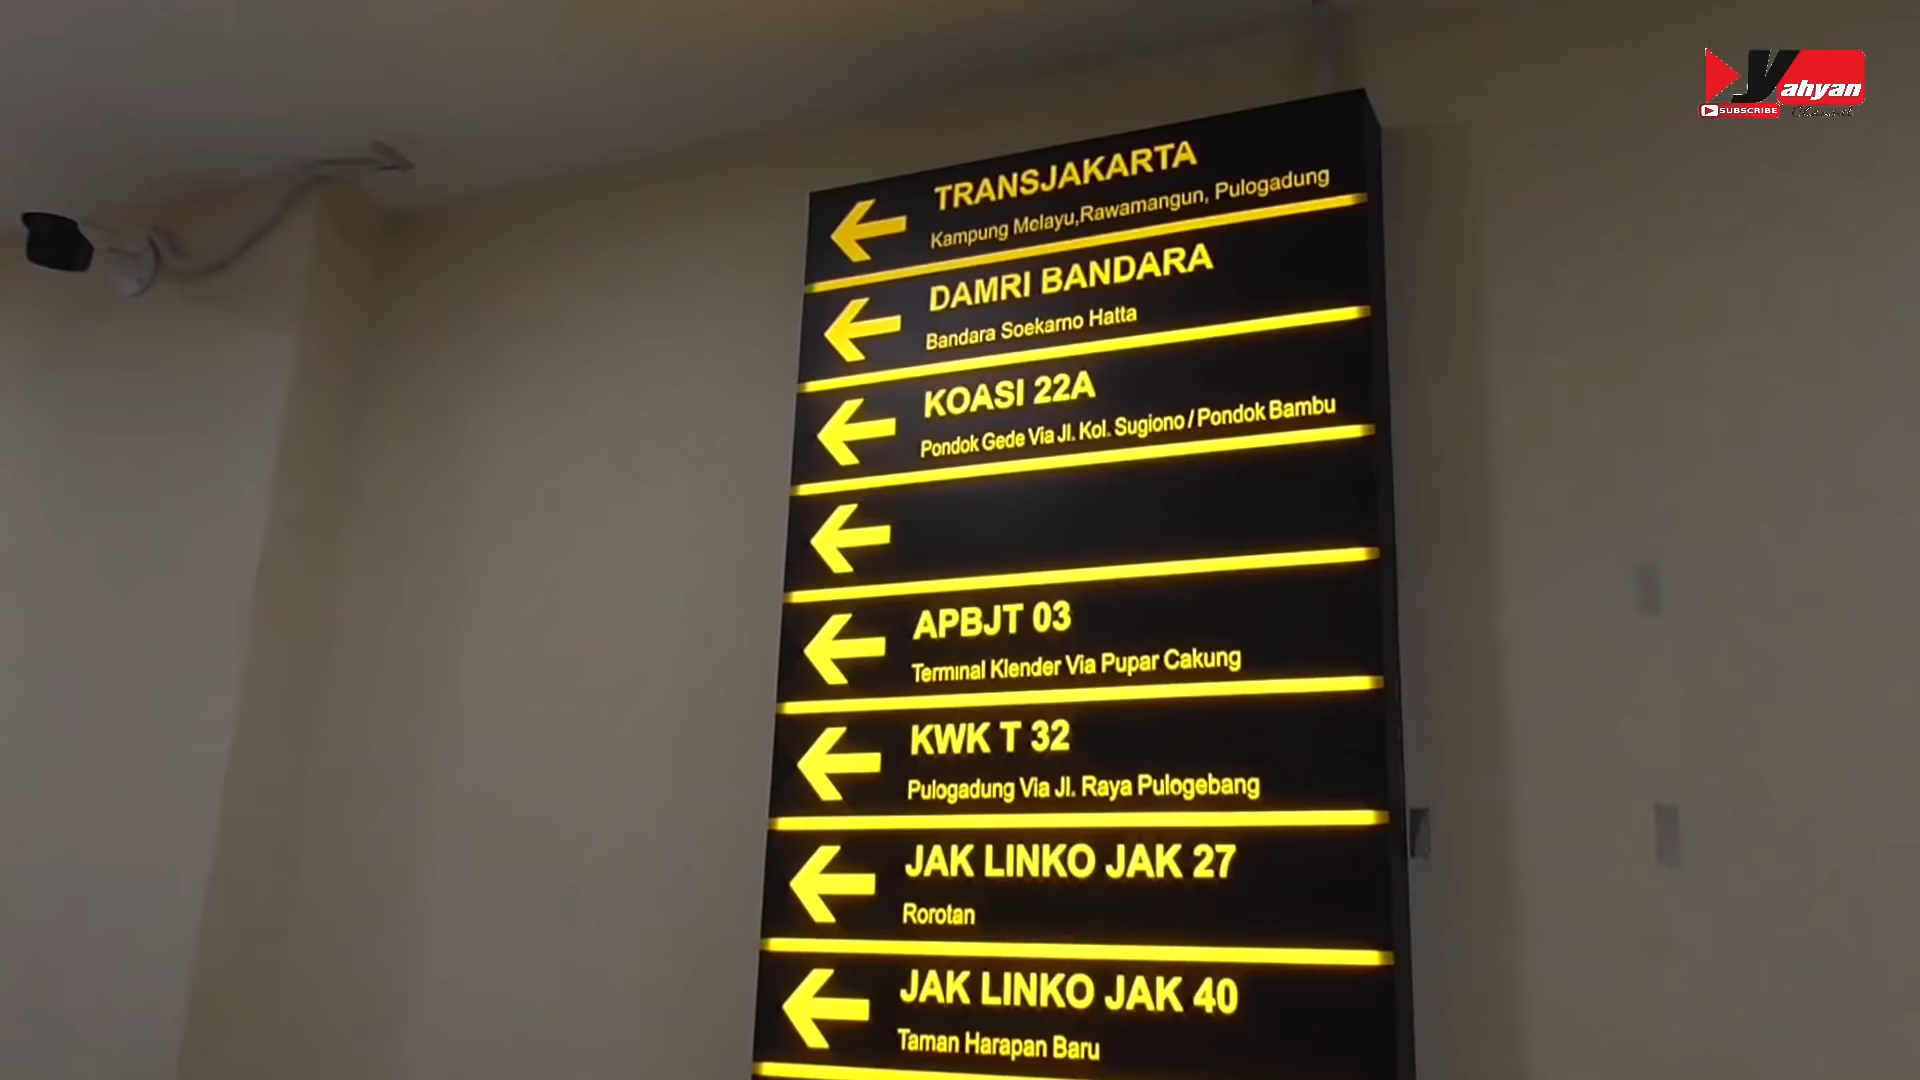 TRANSJAKARTA
Kampung Melayu,Rawamangun, Pulogadung
DAMRI BANDARA
Bandara Soekarno Hatta
KOASI 22A
Pondok Gede Via Jl. Kol. Sugiono / Pondok Bambu
APBJT 03
Terminal Klender Via Pupar Cakung
KWK T 32
Pulogadung Via Jl. Raya Pulogebang
JAK LINKO JAK 27
Rorotan
JAK LINKO JAK 40
Taman Harapan Baru
Yahyan
SUBSCRIBE